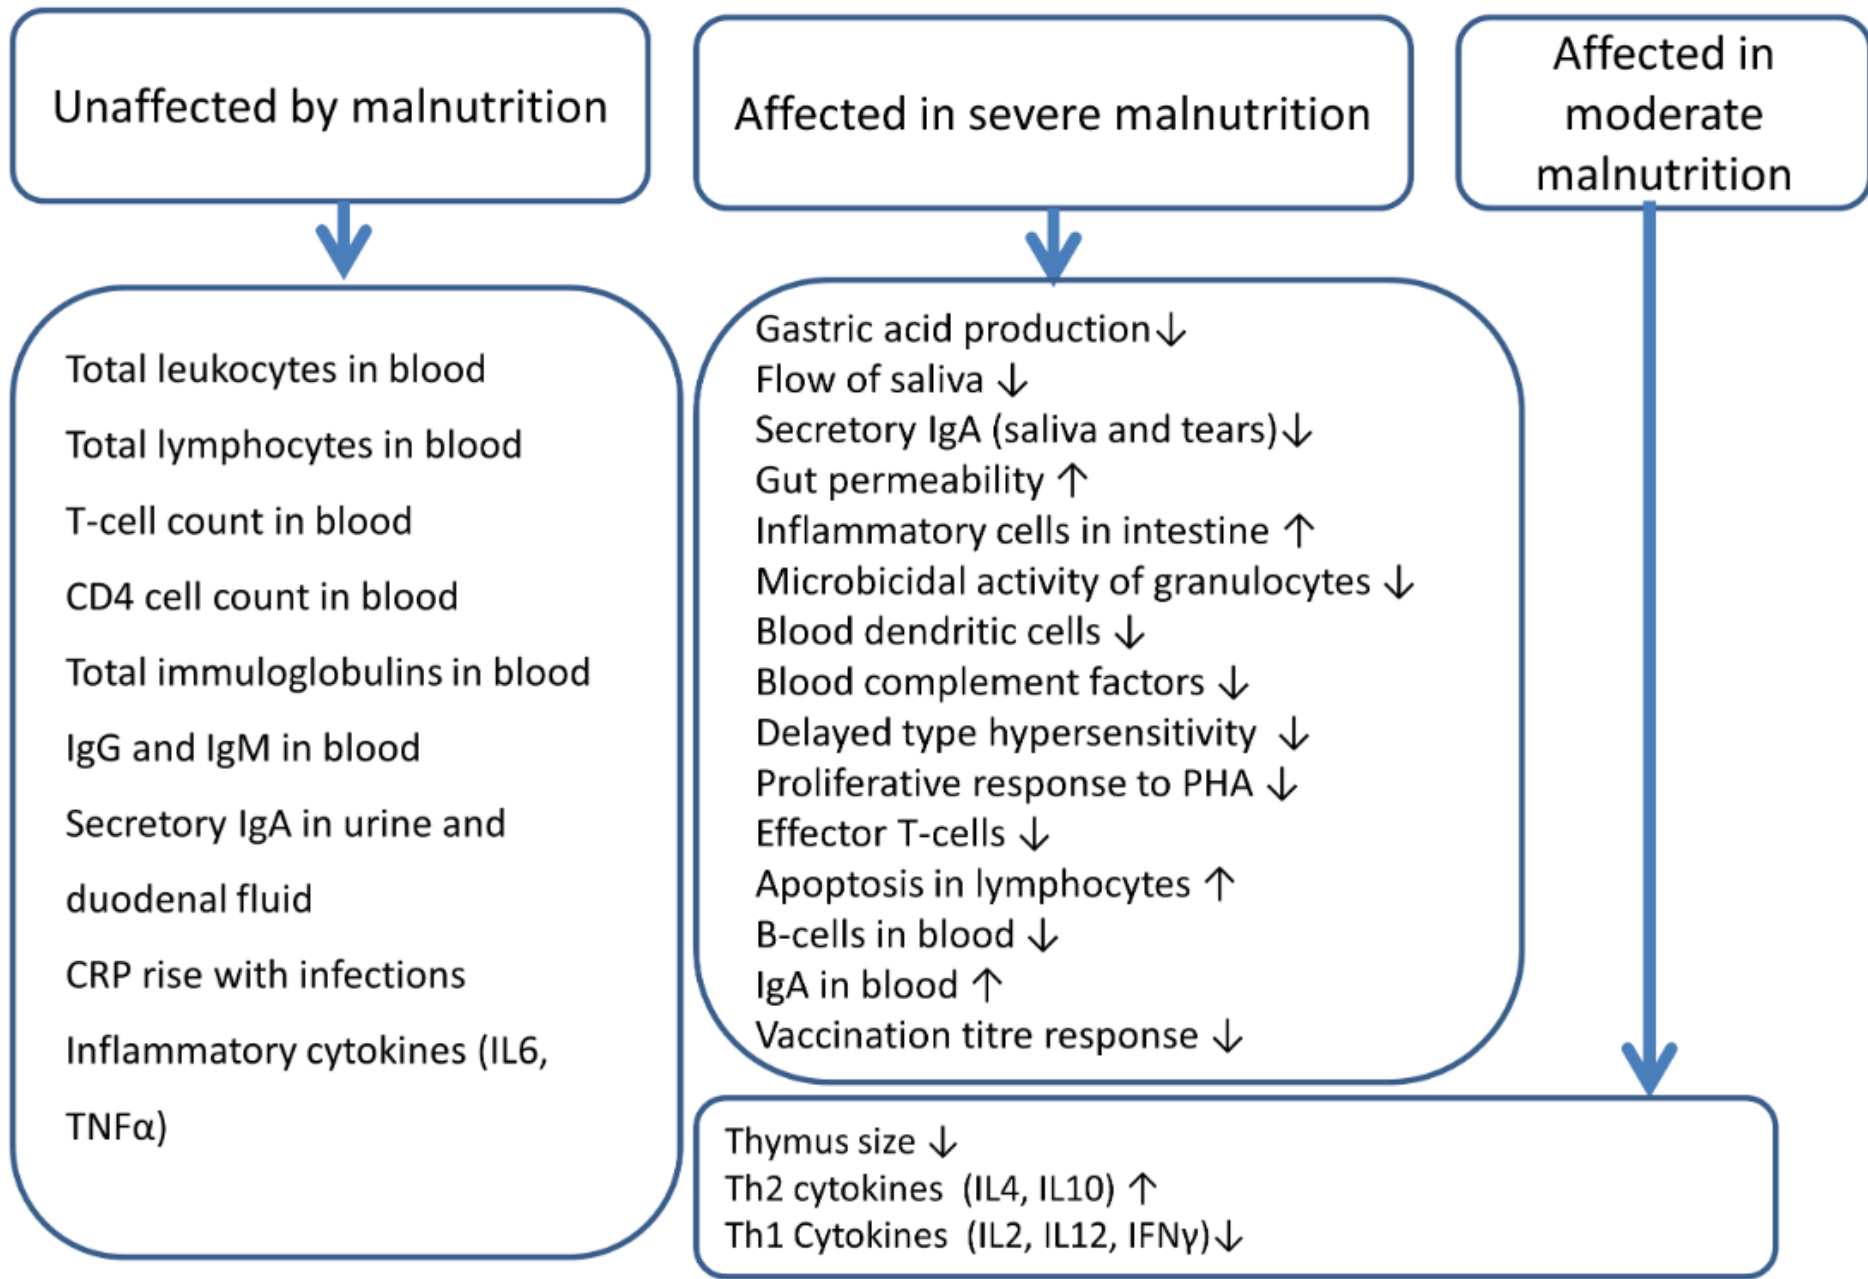 Unaffected by malnutrition
Affected in severe malnutrition
Affected in
moderate
malnutrition
Total leukocytes in blood
Total lymphocytes in blood
T-cell count in blood
CD4 cell count in blood
Total immuloglobulins in blood
IgG and IgM in blood
Secretory IgA in urine and
duodenal fluid
CRP rise with infections
Inflammatory cytokines (IL6,
TNFα)
Gastric acid production↓
Flow of saliva ↓
Secretory IgA (saliva and tears)↓
Gut permeability ↑
Inflammatory cells in intestine ↑
Microbicidal activity of granulocytes ↓
Blood dendritic cells ↓
Blood complement factors ↓
Delayed type hypersensitivity ↓
Proliferative response to PHA ↓
Effector T-cells ↓
Apoptosis in lymphocytes ↑
B-cells in blood ↓
IgA in blood ↑
Vaccination titre response ↓
Thymus size ↓
Th2 cytokines (IL4, IL10) ↑
Th1 Cytokines (IL2, IL12, IFNγ)↓